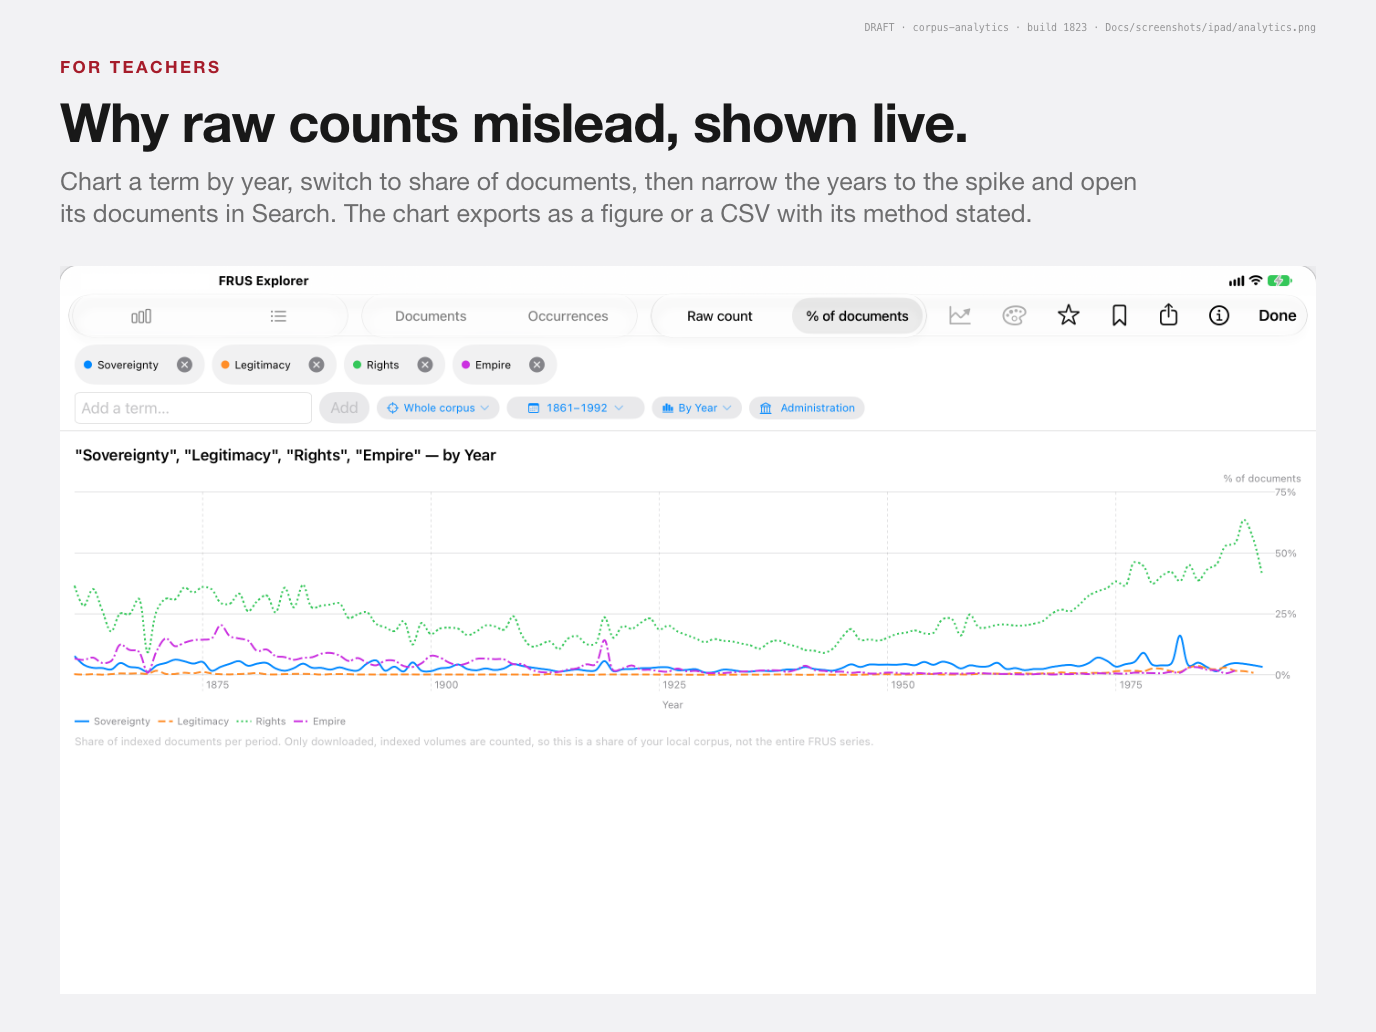 DRAFT · corpus-analytics · build 1823 · Docs/screenshots/ipad/analytics.png
FOR TEACHERS
Why raw counts mislead, shown live.
Chart a term by year, switch to share of documents, then narrow the years to the spike and open
its documents in Search. The chart exports as a figure or a CSV with its method stated.
FRUS Explorer
Documents Occurrences Raw count % of documents Done
Sovereignty Legitimacy Rights Empire
Add a term... Add Whole corpus 1861–1992 By Year Administration
"Sovereignty", "Legitimacy", "Rights", "Empire" — by Year
% of documents
75%
50%
25%
0%
1875 1900 1925 1950 1975
Year
Sovereignty Legitimacy Rights Empire
Share of indexed documents per period. Only downloaded, indexed volumes are counted, so this is a share of your local corpus, not the entire FRUS series.